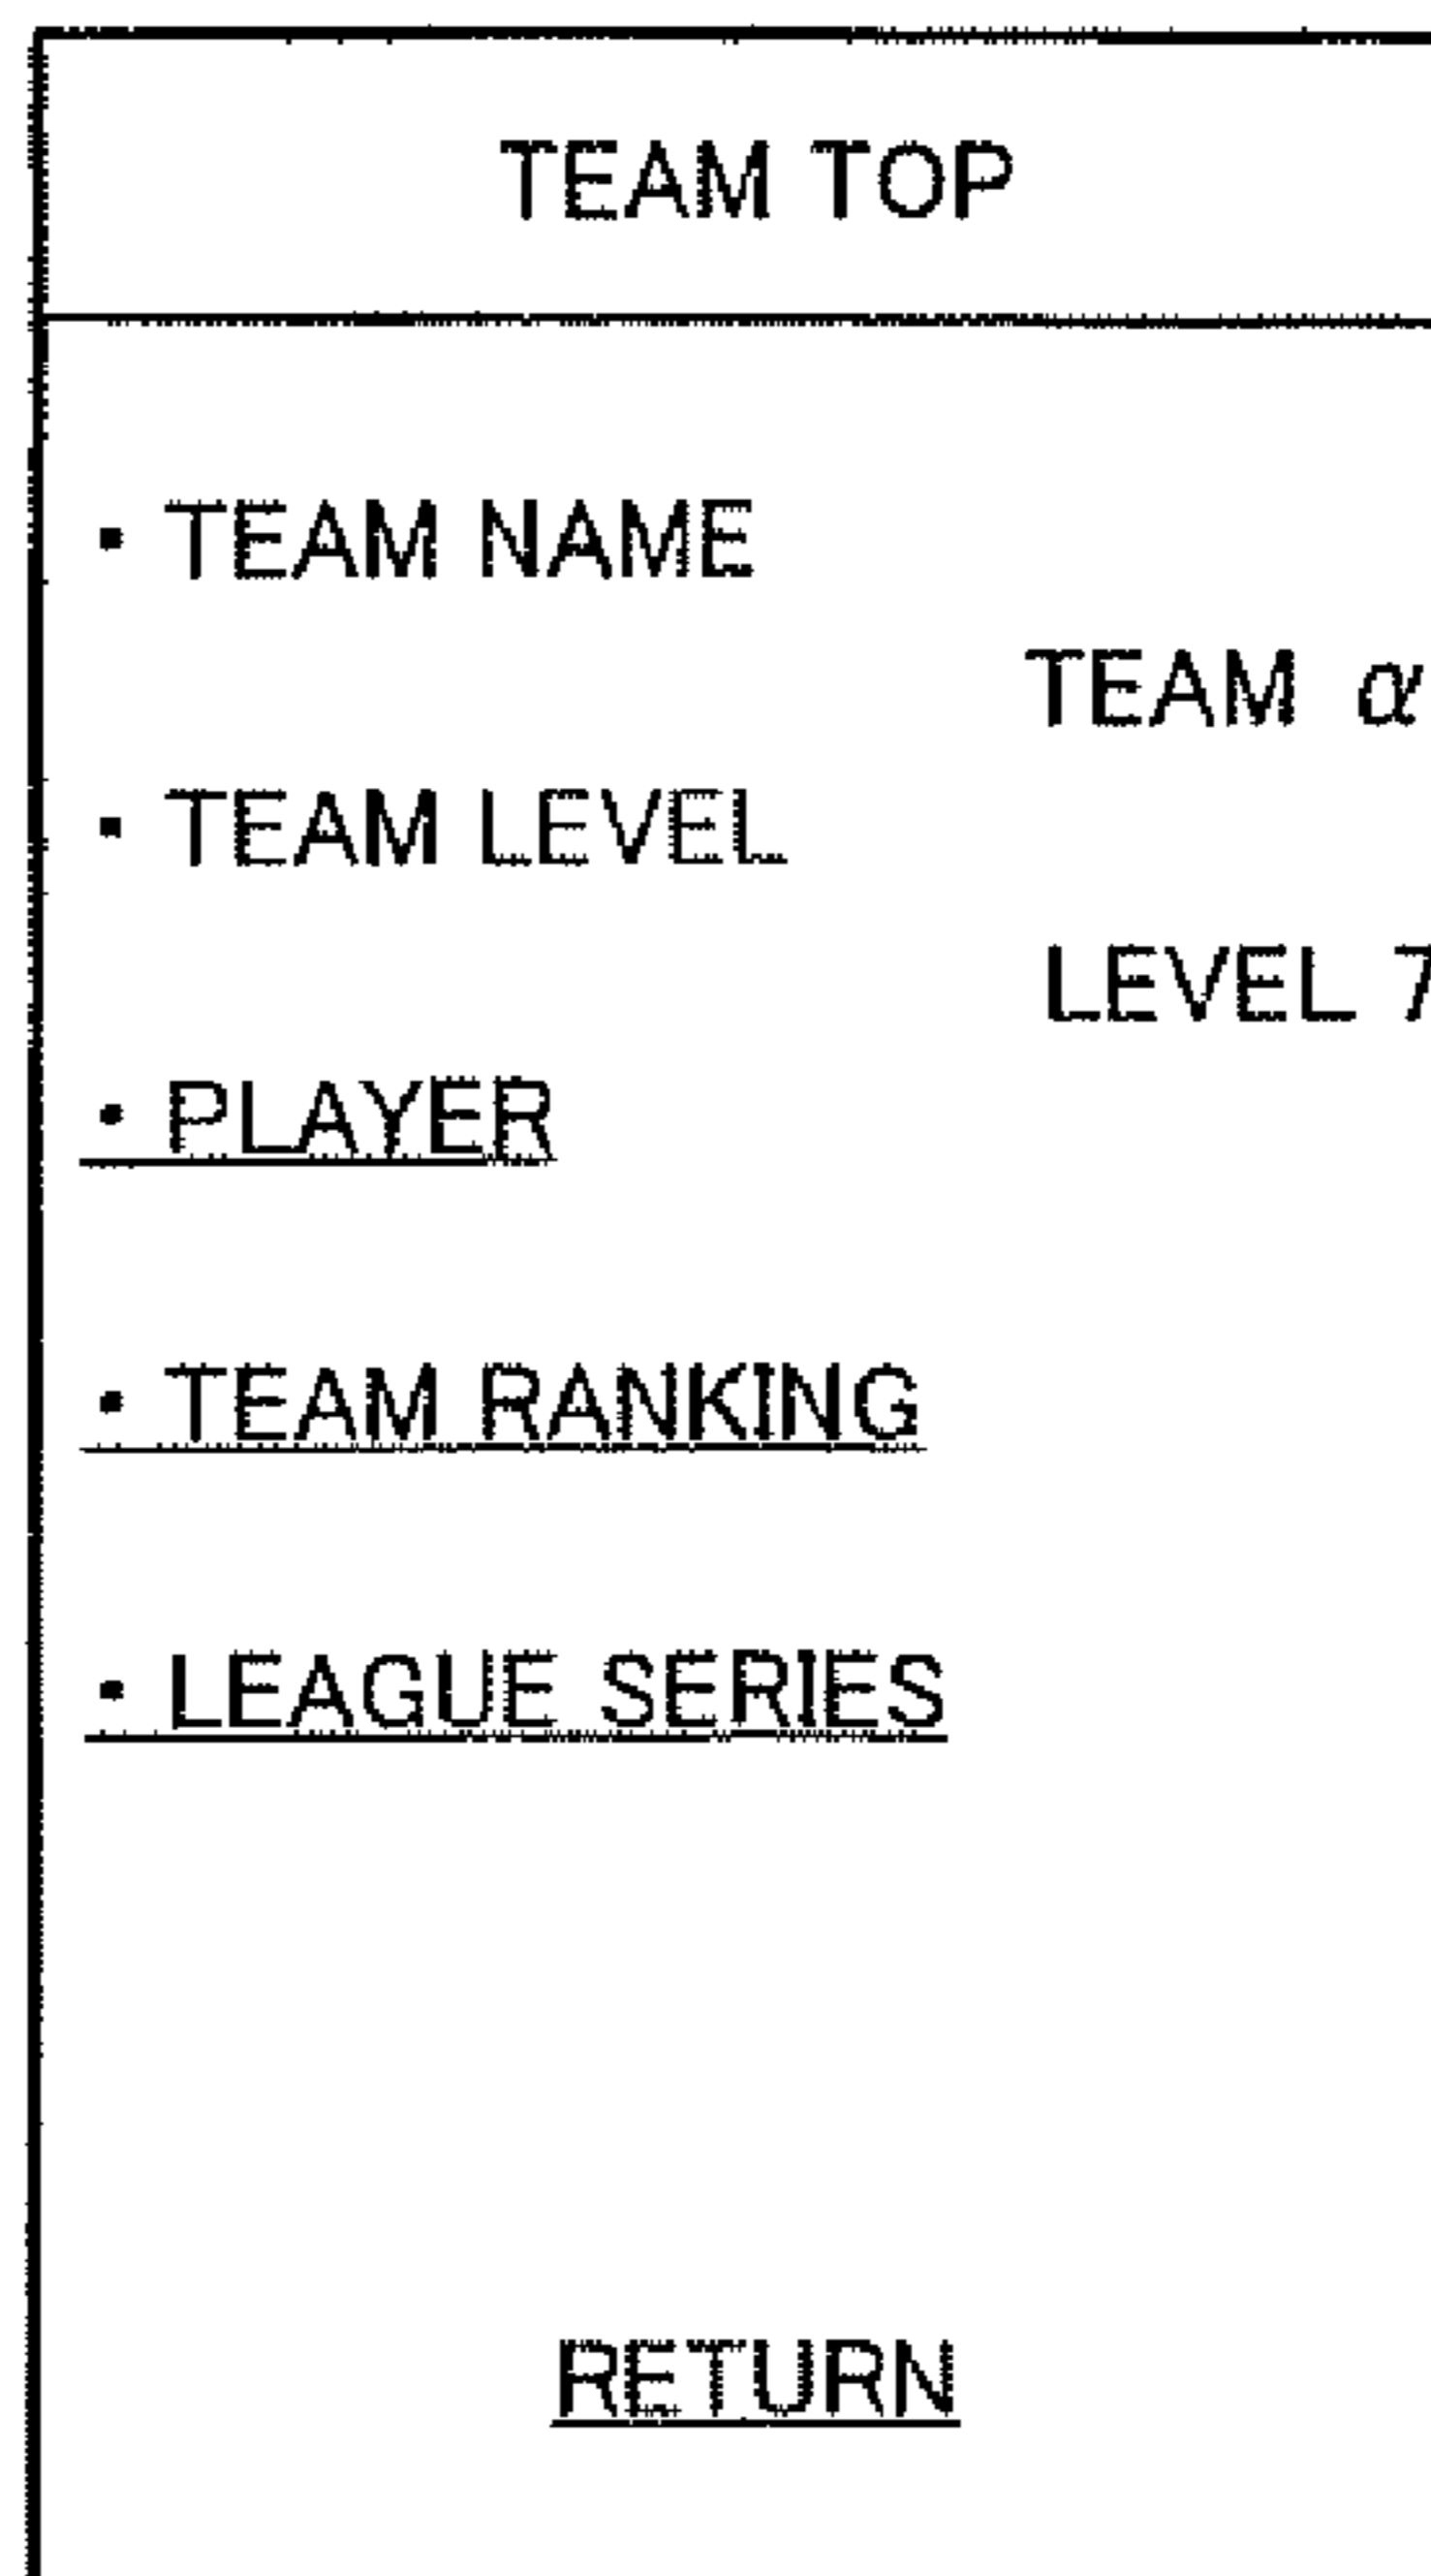 TEAM TOP
• TEAM NAME
TEAM α
• TEAM LEVEL
LEVEL 7
• PLAYER
• TEAM RANKING
• LEAGUE SERIES
RETURN